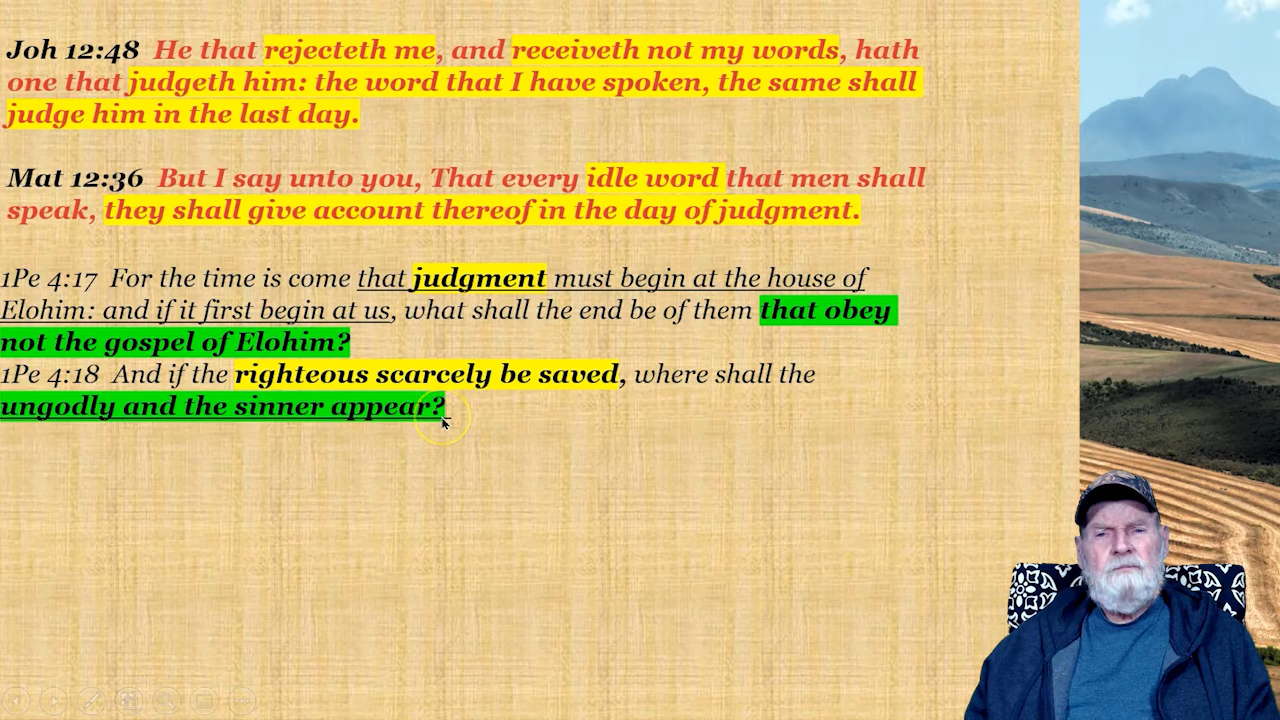 Joh 12:48 He that rejecteth me, and receiveth not my words, hath
one that judgeth him: the word that I have spoken, the same shall
judge him in the last day.
Mat 12:36 But I say unto you, That every idle word that men shall
speak, they shall give account thereof in the day of judgment.
1Pe 4:17 For the time is come that judgment must begin at the house of
Elohim: and if it first begin at us, what shall the end be of them that obey
not the gospel of Elohim?
1Pe 4:18 And if the righteous scarcely be saved, where shall the
ungodly and the sinner appear?